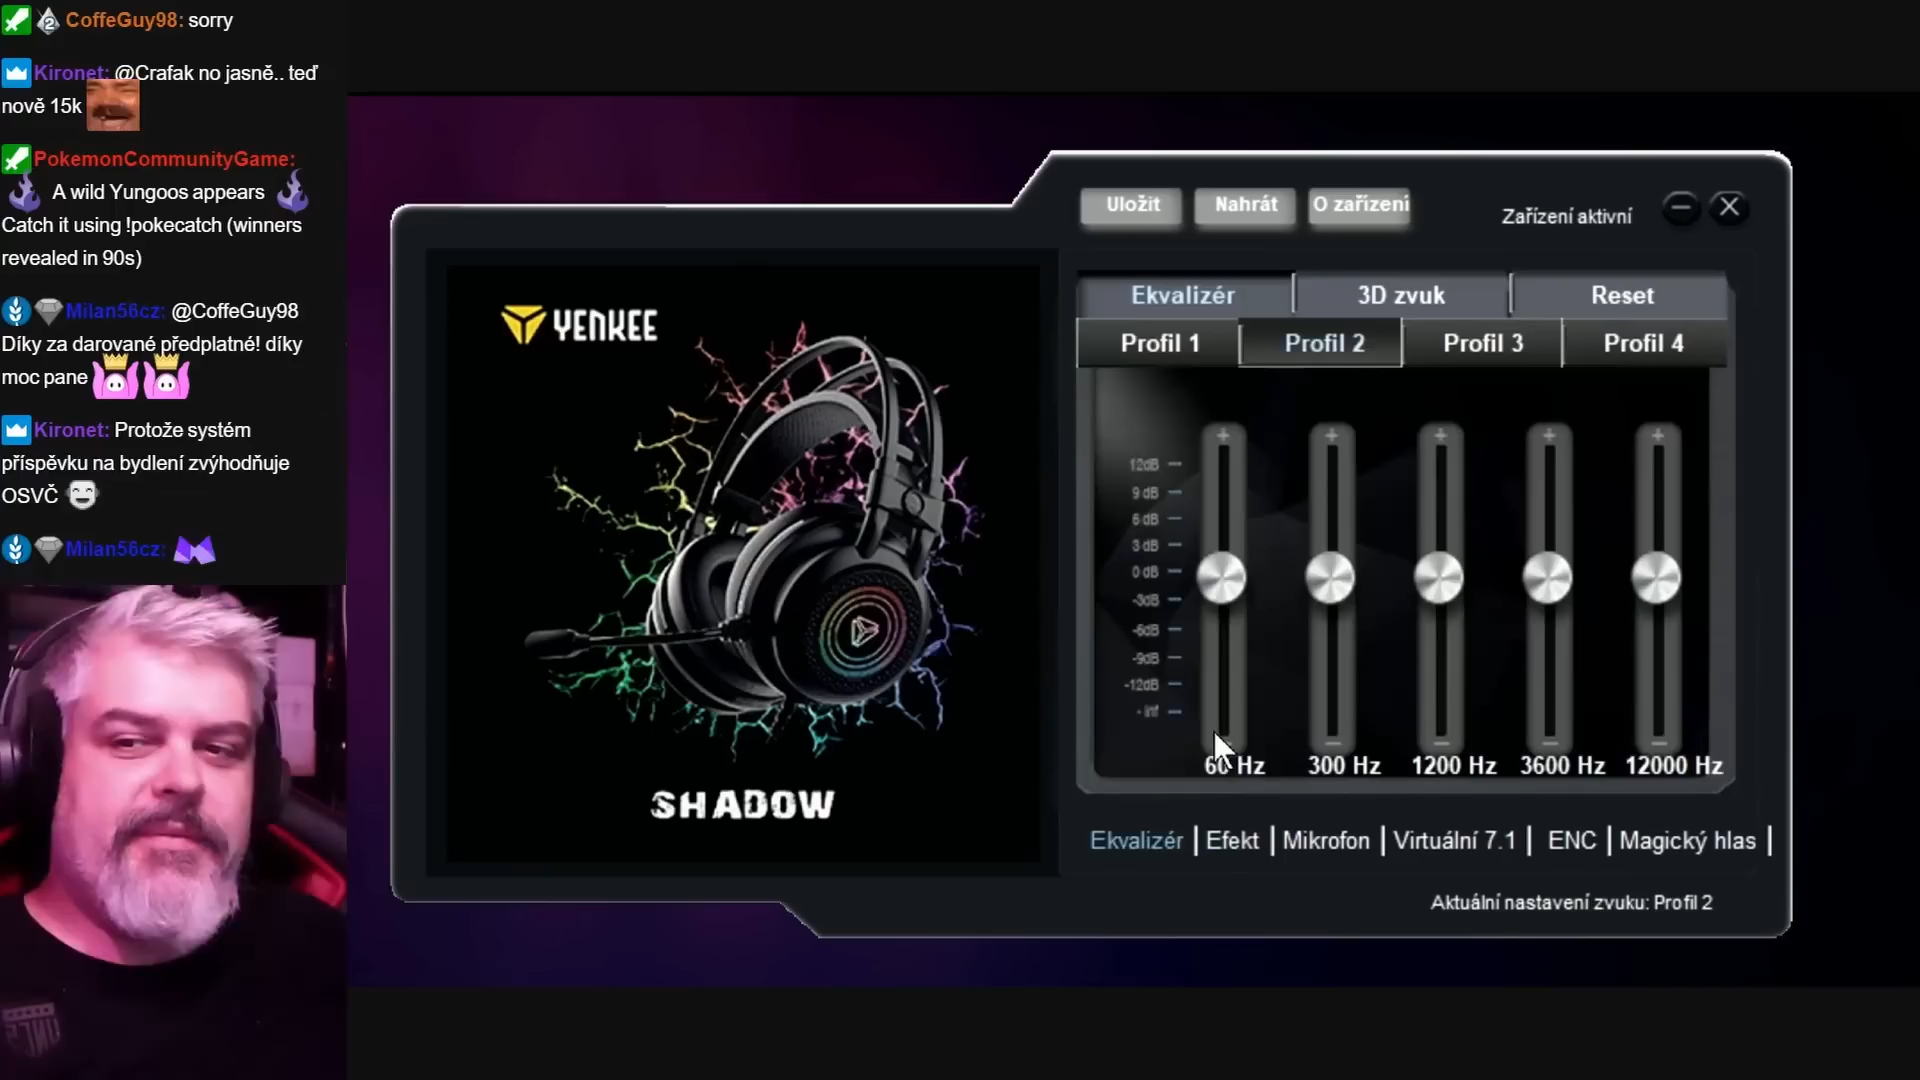 CoffeGuy98: sorry
Kironet: @Crafak no jasně.. teď
nově 15k
PokemonCommunityGame:
A wild Yungoos appears
Catch it using !pokecatch (winners
revealed in 90s)
Milan56cz: @CoffeGuy98
Díky za darované předplatné! díky
moc pane
Kironet: Protože systém
příspěvku na bydlení zvýhodňuje
OSVČ
Milan56cz:
Uložit Nahrát O zařízení
Zařízení aktivní
YENKEE
SHADOW
Ekvalizér 3D zvuk Reset
Profil 1 Profil 2 Profil 3 Profil 4
12dB
9 dB
6 dB
3 dB
0 dB
-3dB
-6dB
-9dB
-12dB
- inf
60 Hz 300 Hz 1200 Hz 3600 Hz 12000 Hz
Ekvalizér | Efekt | Mikrofon | Virtuální 7.1 | ENC | Magický hlas |
Aktuální nastavení zvuku: Profil 2